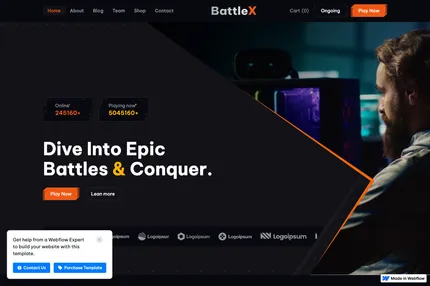 Home About Blog Team Shop Contact BattleX Cart (0) Ongoing Play Now
Online' Playing now"
245160+ 5045160+
Dive Into Epic
Battles & Conquer.
Play Now Lean more
Logoipsum Logoipsum Logoipsum Logoipsum
Get help from a Webflow Expert
to build your website with this
template.
Contact Us Purchase Template
Made in Webflow